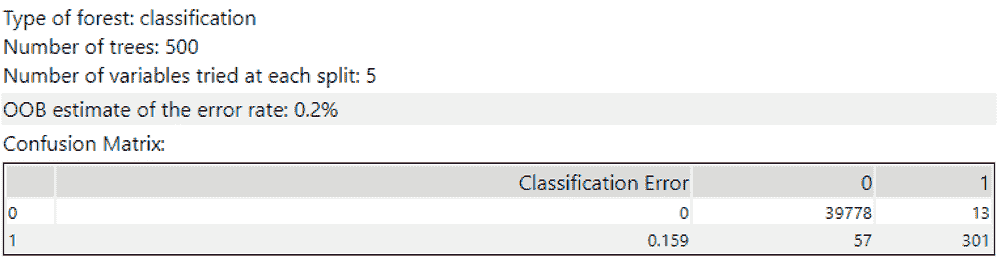 Type of forest: classification
Number of trees: 500
Number of variables tried at each split: 5
OOB estimate of the error rate: 0.2%
Confusion Matrix:
Classification Error 0 1
0 0 39778 13
1 0.159 57 301